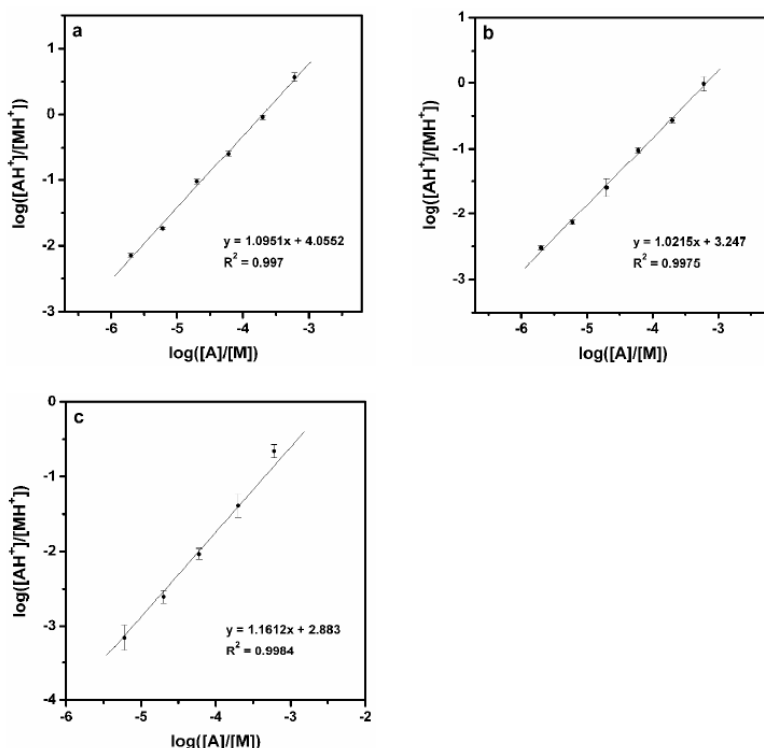 a
1
0
-1
-2
-3
log([AH⁺]/[MH⁺])
y = 1.0951x + 4.0552
R² = 0.997
-6 -5 -4 -3
log([A]/[M])
b
1
0
-1
-2
-3
log([AH⁺]/[MH⁺])
y = 1.0215x + 3.247
R² = 0.9975
-6 -5 -4 -3
log([A]/[M])
c
0
-1
-2
-3
-4
log([AH⁺]/[MH⁺])
y = 1.1612x + 2.883
R² = 0.9984
-6 -5 -4 -3 -2
log([A]/[M])